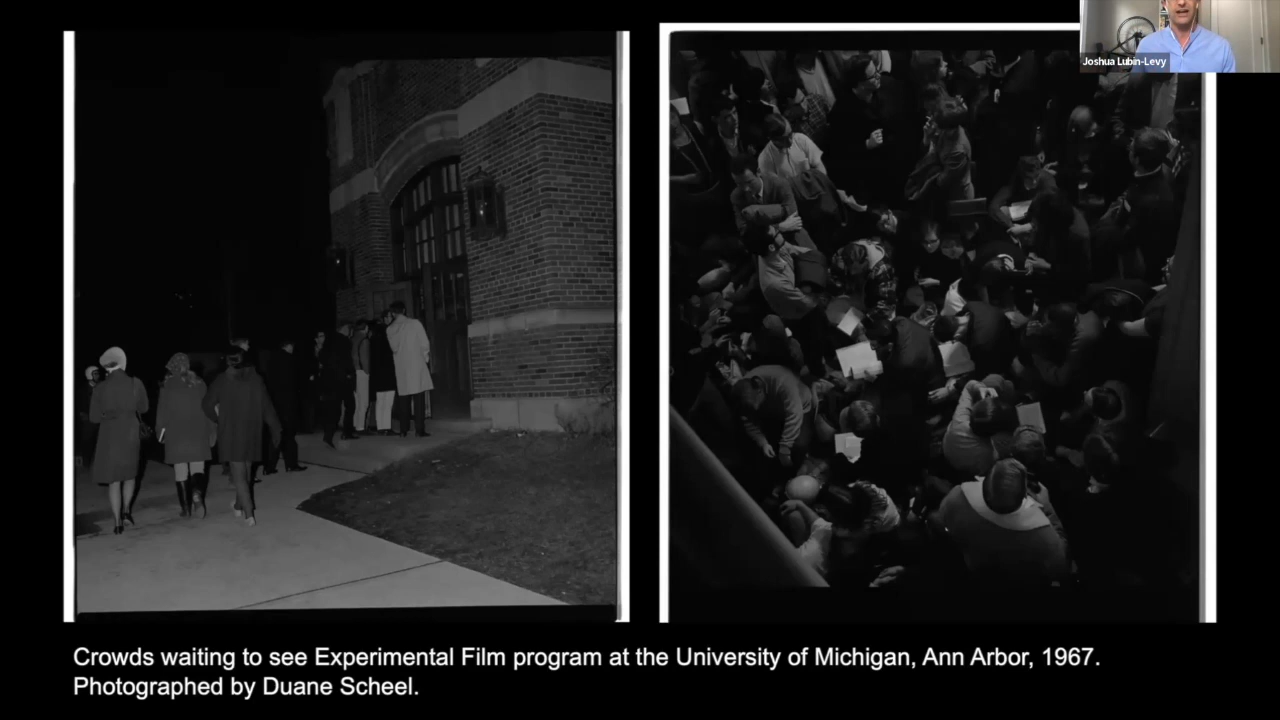 Joshua Lubin-Levy
Crowds waiting to see Experimental Film program at the University of Michigan, Ann Arbor, 1967.
Photographed by Duane Scheel.